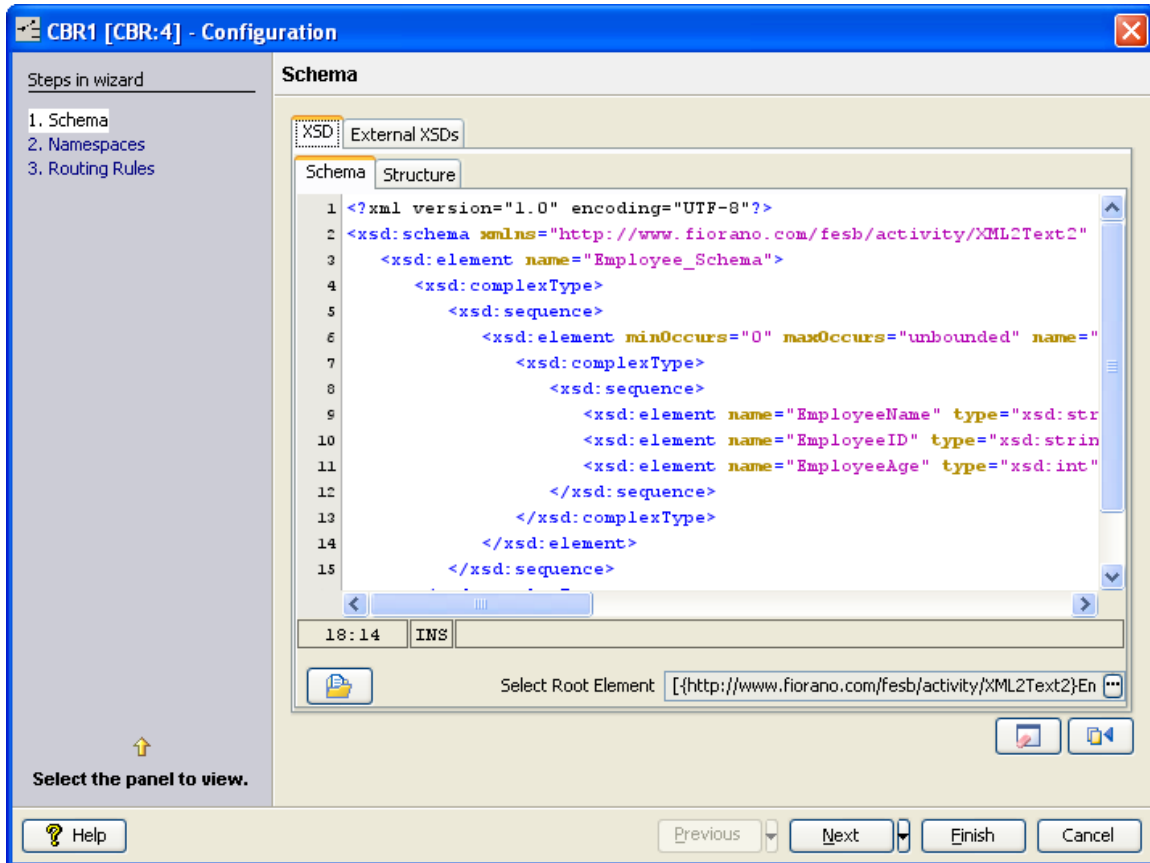 CBR1 [CBR:4] - Configuration
Steps in wizard
1. Schema
2. Namespaces
3. Routing Rules
Select the panel to view.
Schema
XSD External XSDs
Schema Structure
1 <?xml version="1.0" encoding="UTF-8"?>
2 <xsd:schema xmlns="http://www.fiorano.com/fesb/activity/XML2Text2"
3 <xsd:element name="Employee_Schema">
4 <xsd:complexType>
5 <xsd:sequence>
6 <xsd:element minOccurs="0" maxOccurs="unbounded" name="
7 <xsd:complexType>
8 <xsd:sequence>
9 <xsd:element name="EmployeeName" type="xsd:str
10 <xsd:element name="EmployeeID" type="xsd:strin
11 <xsd:element name="EmployeeAge" type="xsd:int"
12 </xsd:sequence>
13 </xsd:complexType>
14 </xsd:element>
15 </xsd:sequence>
18:14 INS
Select Root Element [{http://www.fiorano.com/fesb/activity/XML2Text2}En ...
Help Previous Next Finish Cancel